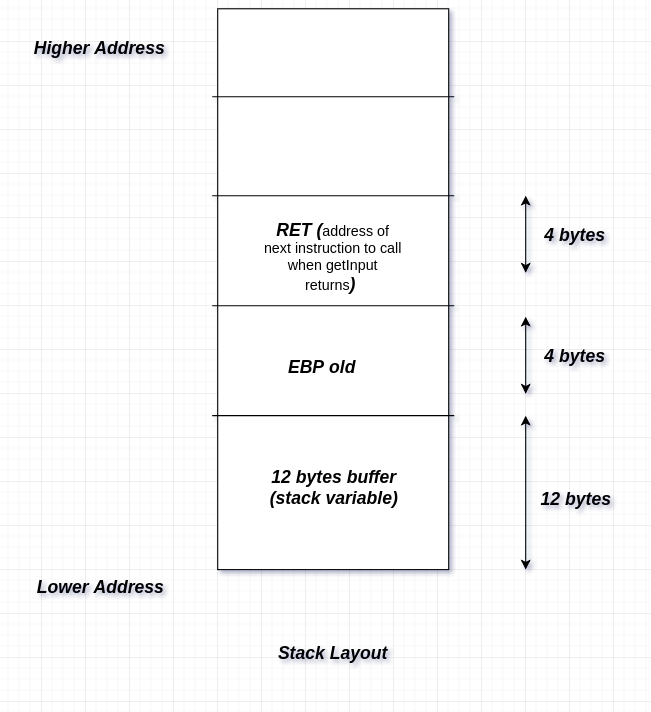 Higher Address
RET (address of
next instruction to call
when getInput
returns)
4 bytes
EBP old
4 bytes
12 bytes buffer
(stack variable)
12 bytes
Lower Address
Stack Layout